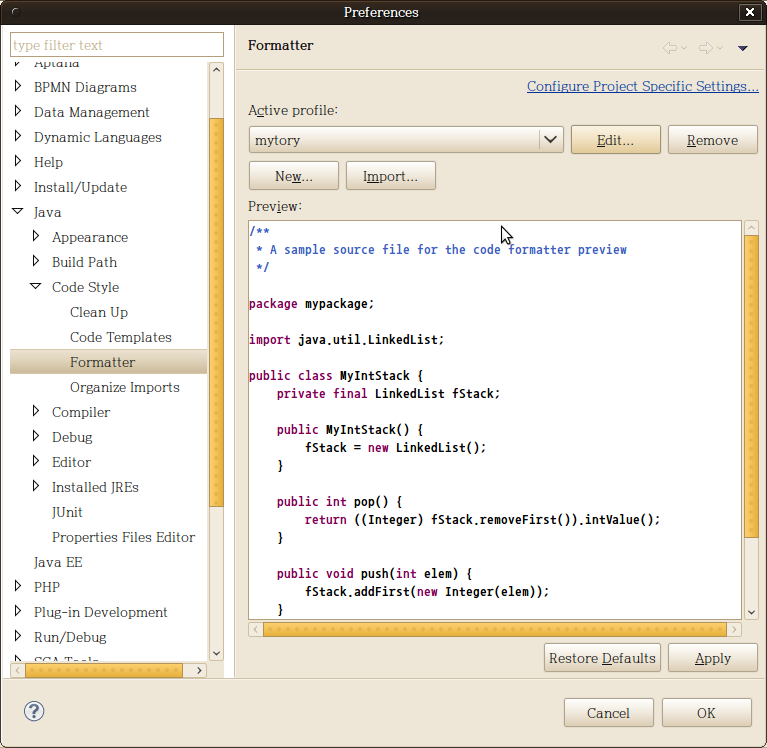 Preferences
type filter text
Aptana
BPMN Diagrams
Data Management
Dynamic Languages
Help
Install/Update
Java
Appearance
Build Path
Code Style
Clean Up
Code Templates
Formatter
Organize Imports
Compiler
Debug
Editor
Installed JREs
JUnit
Properties Files Editor
Java EE
PHP
Plug-in Development
Run/Debug
SCA Tools
Formatter
Configure Project Specific Settings...
Active profile:
mytory
Edit...
Remove
New...
Import...
Preview:
/**
 * A sample source file for the code formatter preview
 */
package mypackage;
import java.util.LinkedList;
public class MyIntStack {
    private final LinkedList fStack;
    public MyIntStack() {
        fStack = new LinkedList();
    }
    public int pop() {
        return ((Integer) fStack.removeFirst()).intValue();
    }
    public void push(int elem) {
        fStack.addFirst(new Integer(elem));
    }
Restore Defaults
Apply
?
Cancel
OK